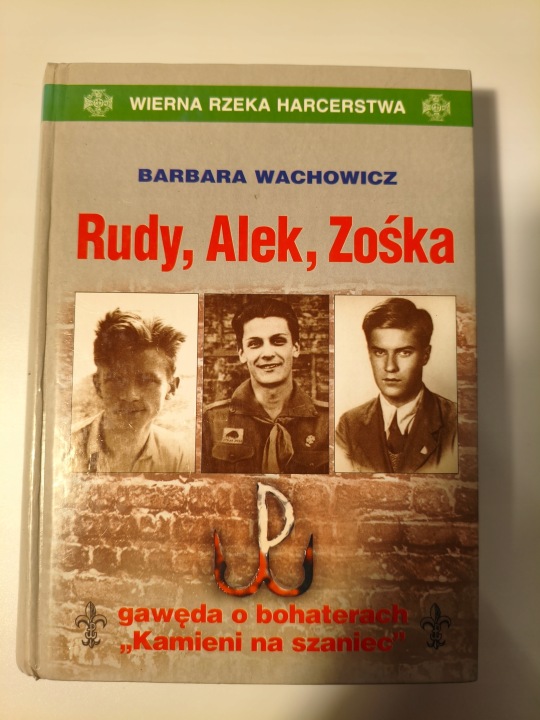 WIERNA RZEKA HARCERSTWA
BARBARA WACHOWICZ
Rudy, Alek, Zośka
gawęda o bohaterach
„Kamieni na szaniec”